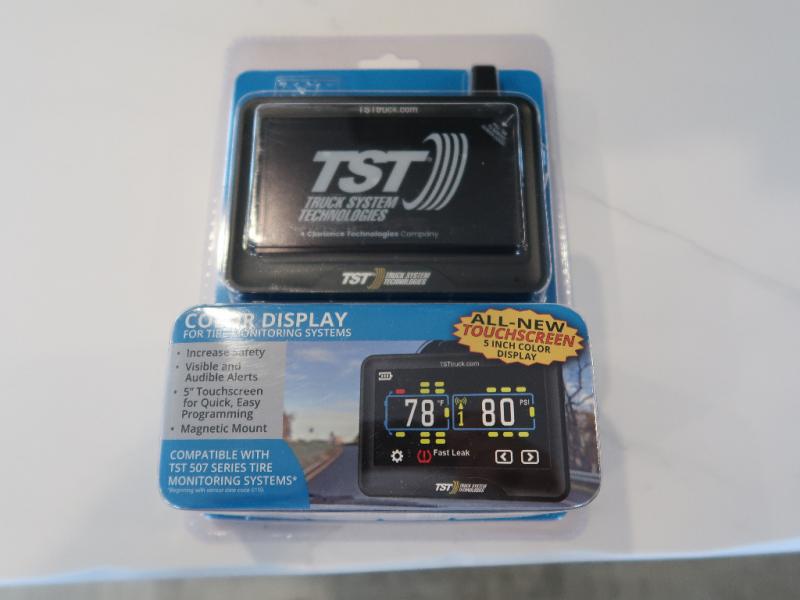 TSTtruck.com
TST
TRUCK SYSTEM
TECHNOLOGIES
A Clarience Technologies Company
TST TRUCK SYSTEM
TECHNOLOGIES
COLOR DISPLAY
FOR TIRE MONITORING SYSTEMS
• Increase Safety
• Visible and
Audible Alerts
• 5" Touchscreen
for Quick, Easy
Programming
• Magnetic Mount
COMPATIBLE WITH
TST 507 SERIES TIRE
MONITORING SYSTEMS*
ALL-NEW
TOUCHSCREEN
5 INCH COLOR
DISPLAY
TSTtruck.com
78 °F
1
80 PSI
Fast Leak
TST TRUCK SYSTEM
TECHNOLOGIES